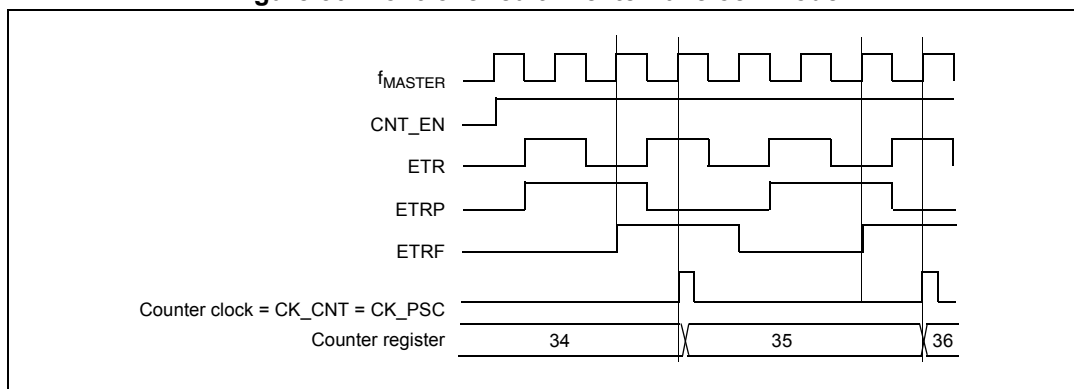 fMASTER
CNT_EN
ETR
ETRP
ETRF
Counter clock = CK_CNT = CK_PSC
Counter register 34 35 36